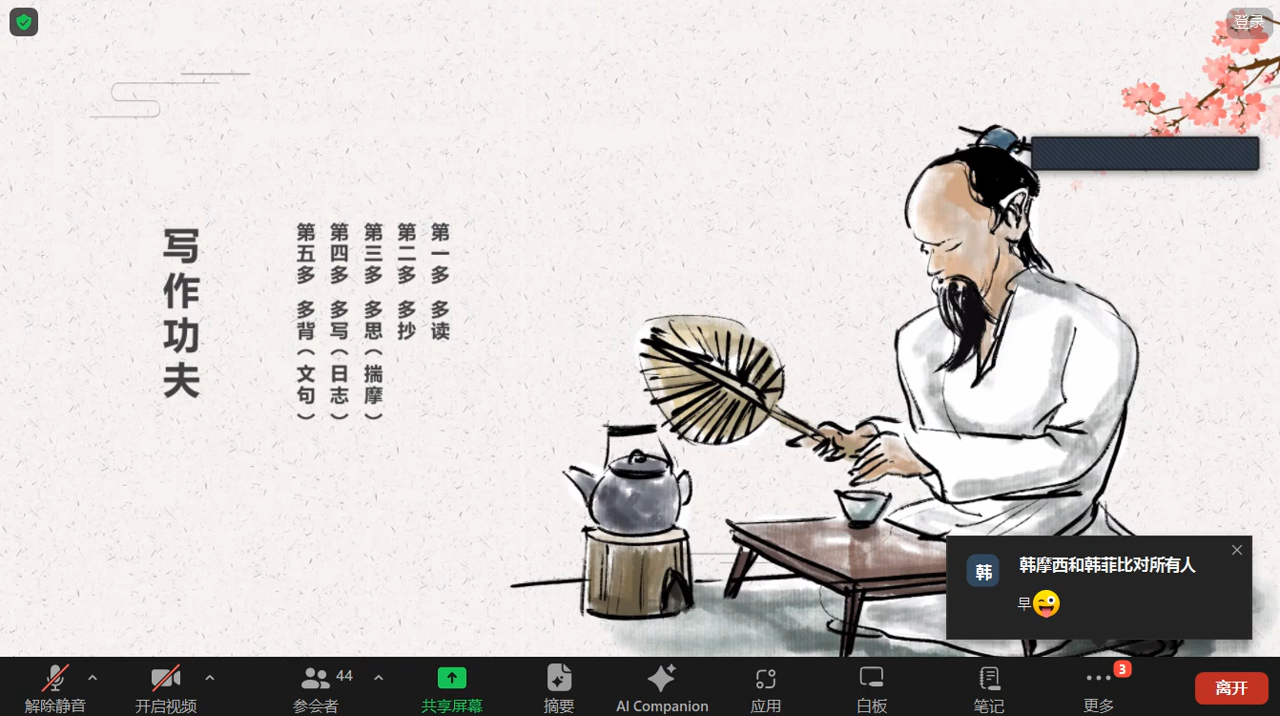 登录
写作功夫
第一多 多读
第二多 多抄
第三多 多思（揣摩）
第四多 多写（日志）
第五多 多背（文句）
韩
韩摩西和韩菲比对所有人
早😜
解除静音
开启视频
44
参会者
共享屏幕
摘要
AI Companion
应用
白板
笔记
3
更多
离开